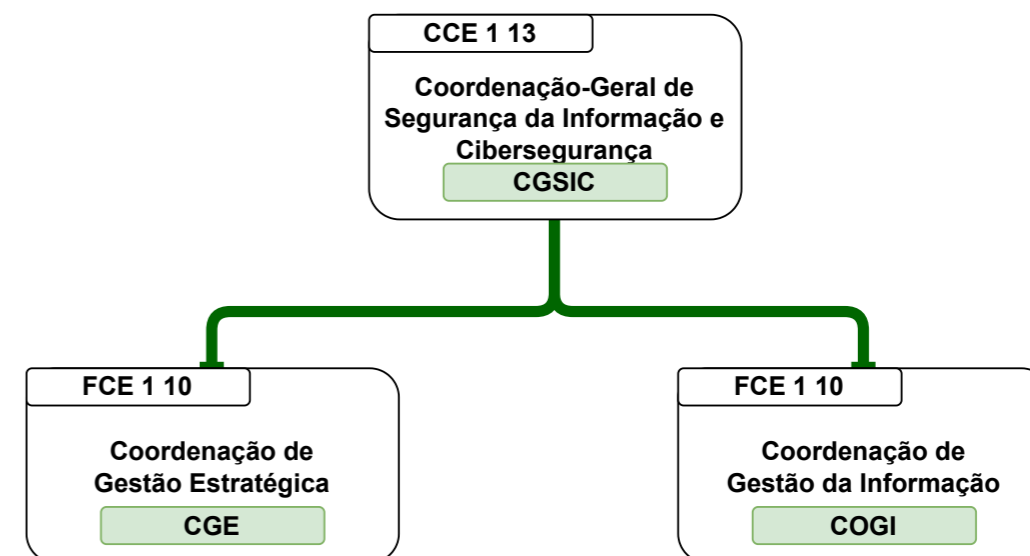 CCE 1 13
Coordenação-Geral de
Segurança da Informação e
Cibersegurança
CGSIC
FCE 1 10
Coordenação de
Gestão Estratégica
CGE
FCE 1 10
Coordenação de
Gestão da Informação
COGI